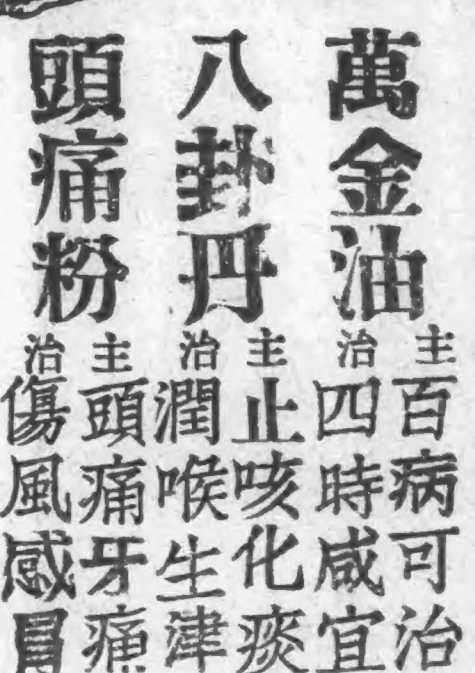 萬金油
主治
百病可治
四時咸宜
八卦丹
主治
止咳化痰
潤喉生津
頭痛粉
主治
頭痛牙痛
傷風感冒